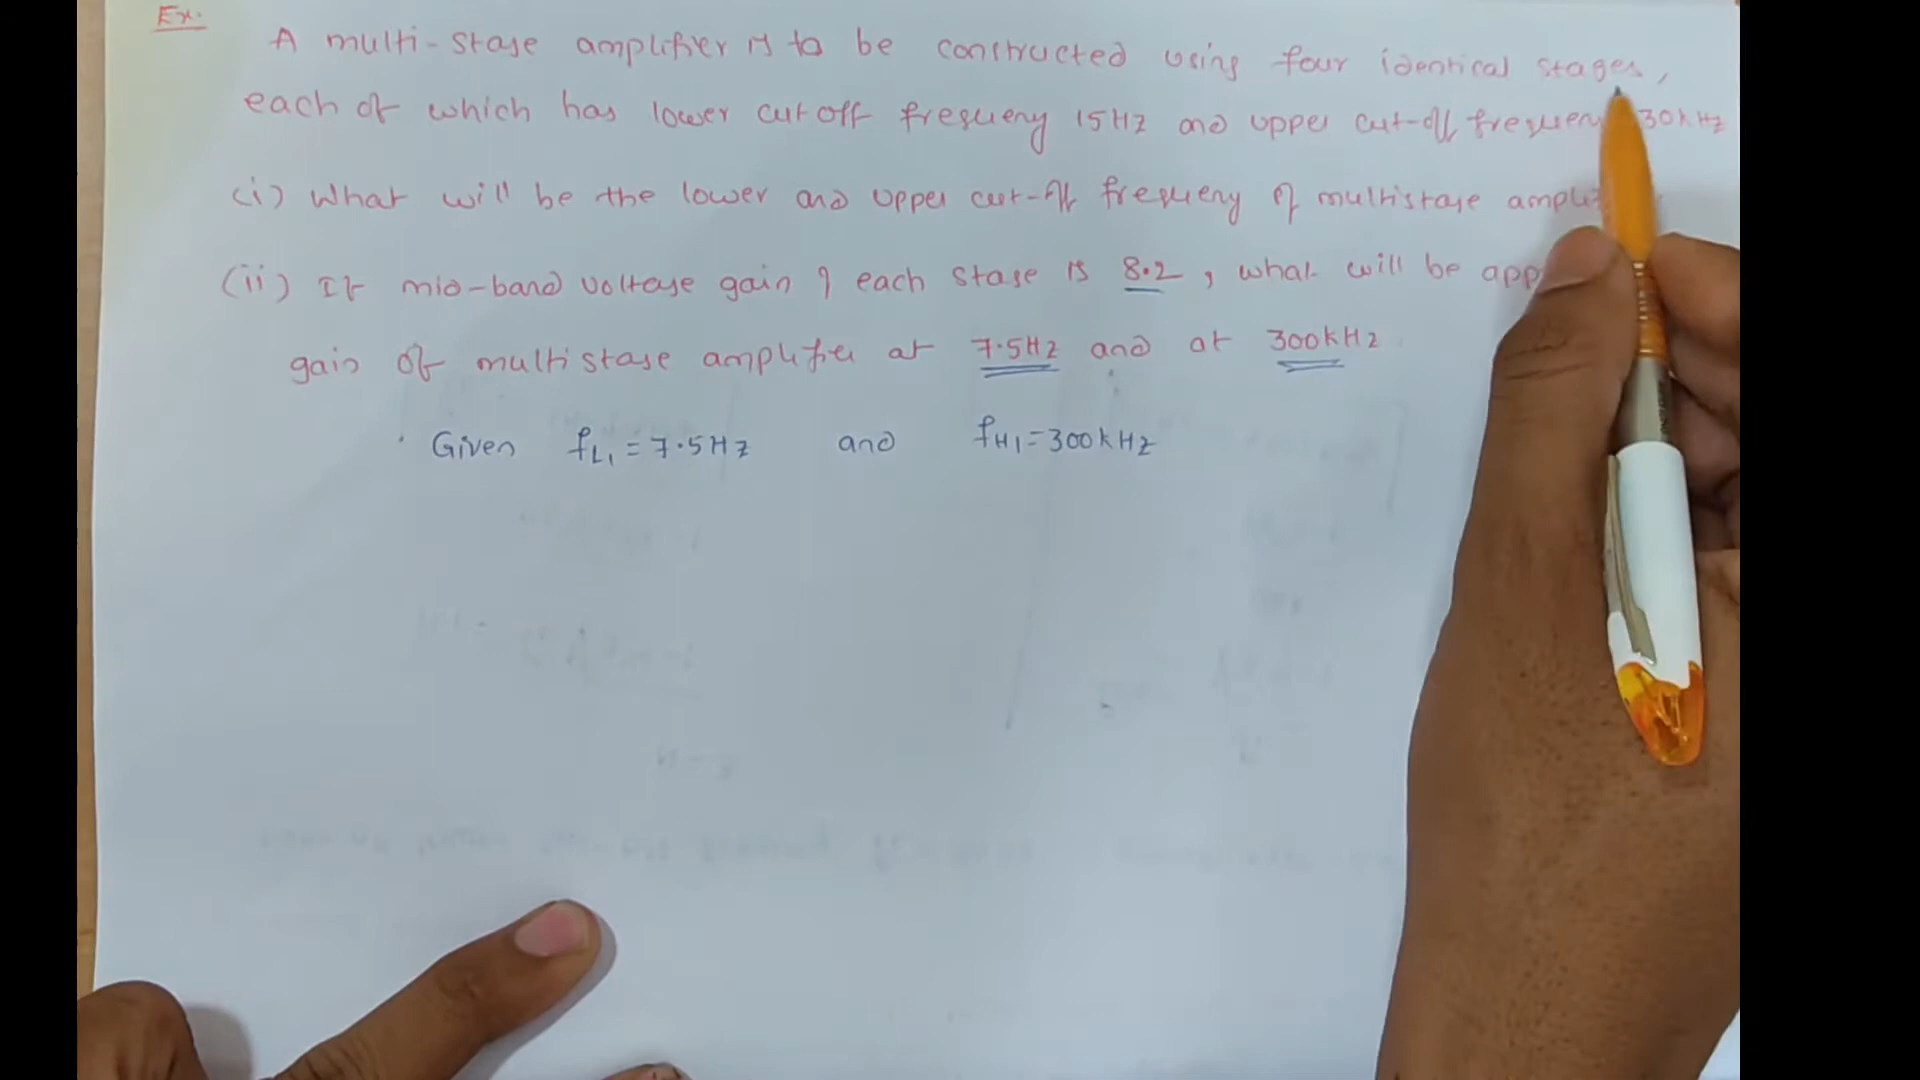 Ex.
A multi-stage amplifier is to be constructed using four identical stages,
each of which has lower cut off frequency 15Hz and upper cut-off frequency 30kHz
(i) What will be the lower and upper cut-off frequency of multistage
(ii) If mid-band voltage gain of each stage is 8.2, what will be
gain of multistage amplifier at 7.5Hz and at 300kHz
Given fL1 = 7.5Hz and fH1 = 300kHz